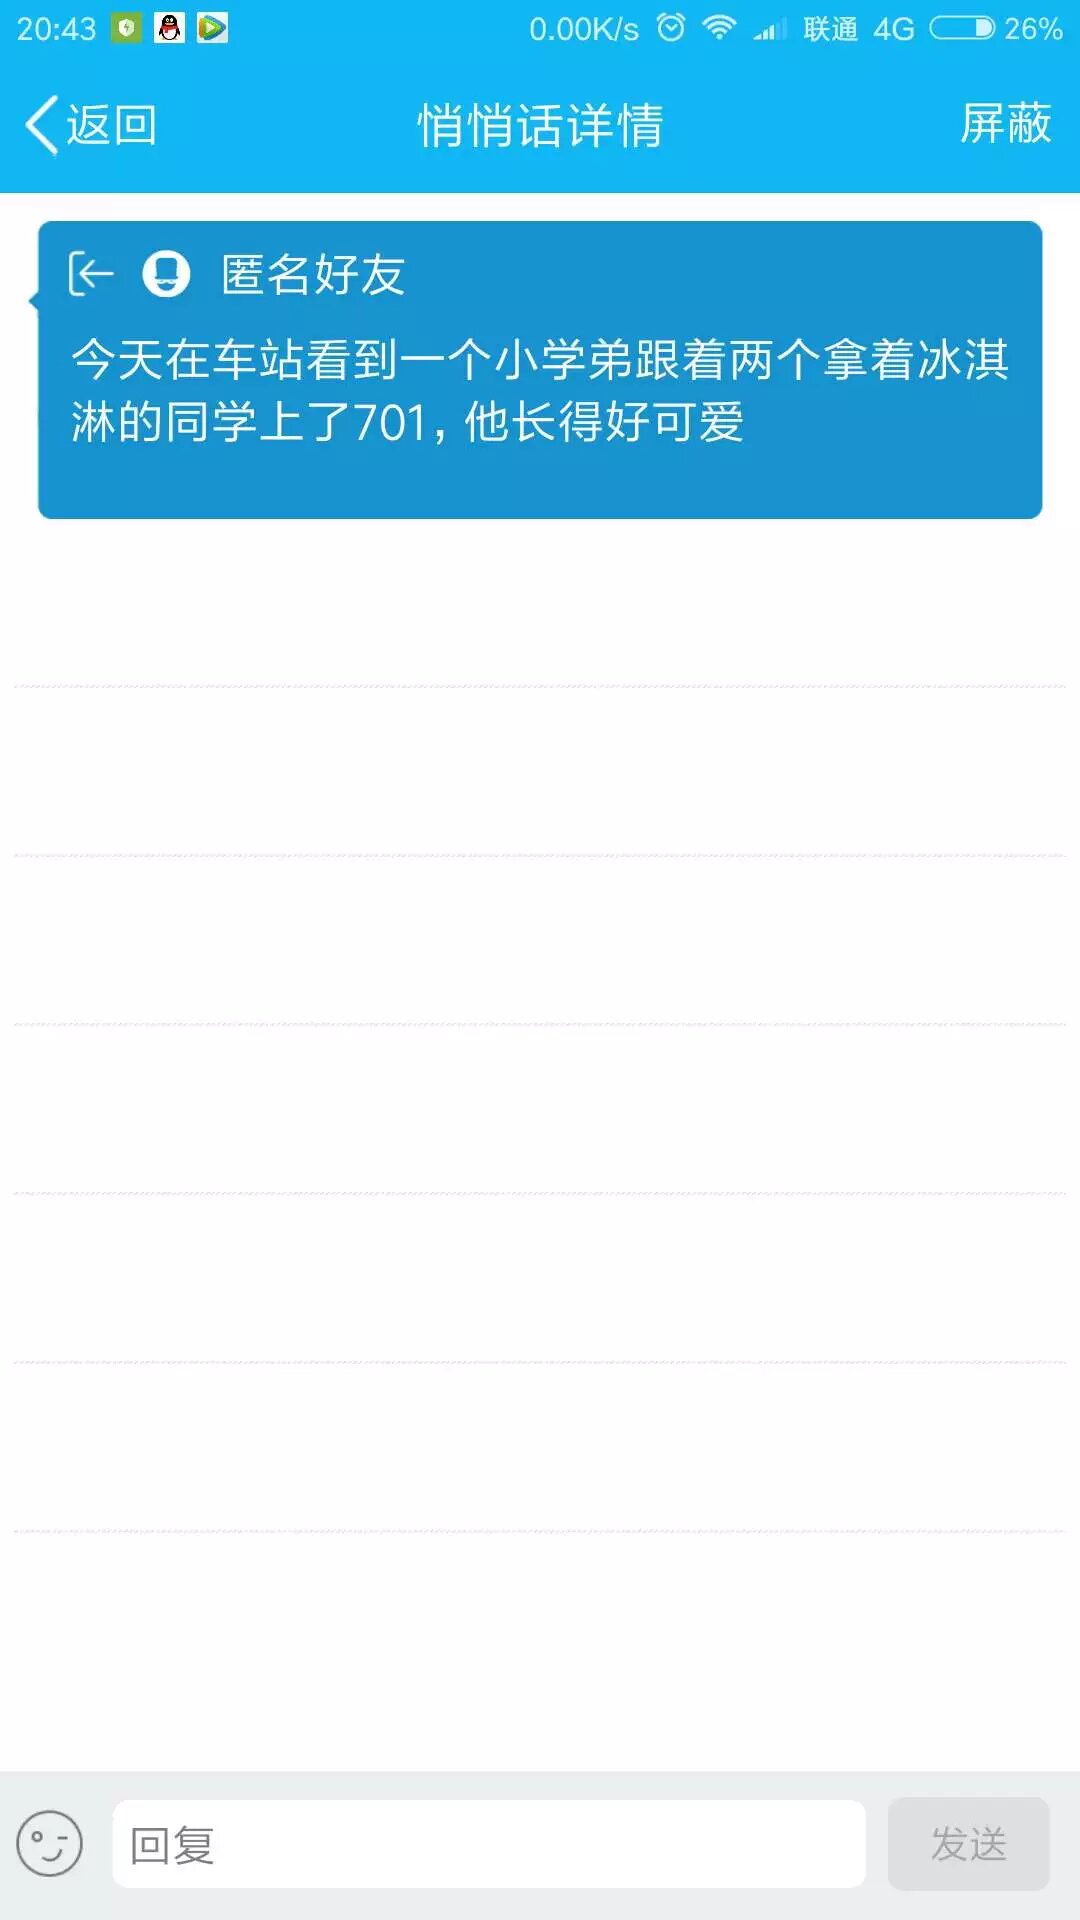 20:43 0.00K/s 联通 4G 26%
返回 悄悄话详情 屏蔽
匿名好友
今天在车站看到一个小学弟跟着两个拿着冰淇
淋的同学上了701，他长得好可爱
回复 发送